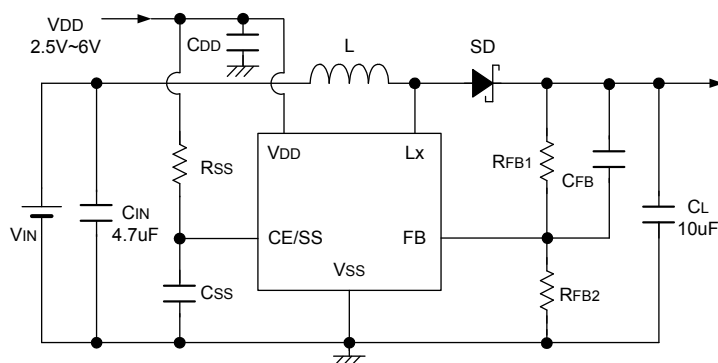 VDD
2.5V~6V
CDD
L
SD
VDD
Lx
RSS
RFB1
CFB
CIN
4.7uF
VIN
CE/SS
FB
CL
10uF
VSS
CSS
RFB2